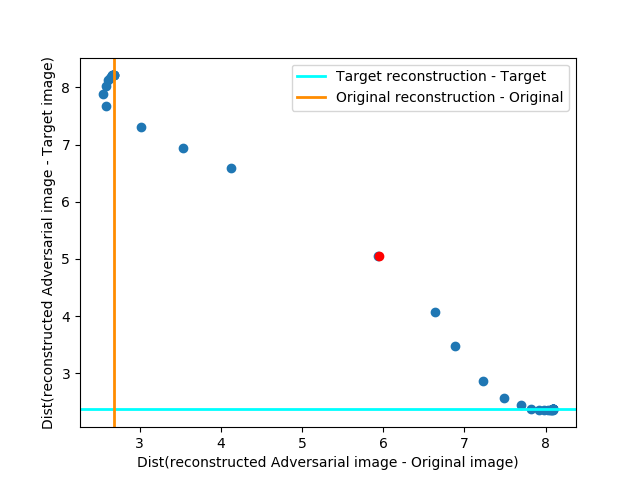 Target reconstruction - Target
Original reconstruction - Original
Dist(reconstructed Adversarial image - Target image)
8
7
6
5
4
3
3 4 5 6 7 8
Dist(reconstructed Adversarial image - Original image)